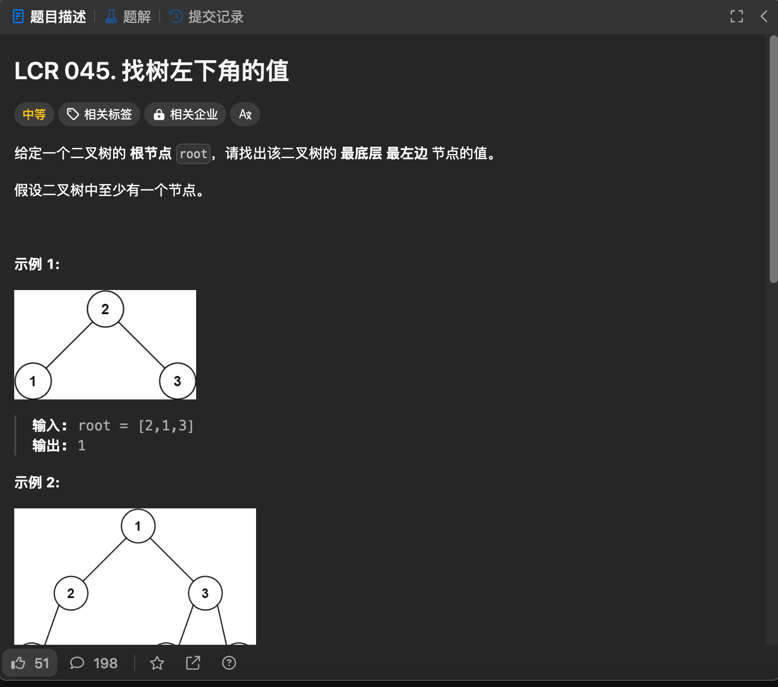 题目描述 题解 提交记录
LCR 045. 找树左下角的值
中等 相关标签 相关企业 Aあ
给定一个二叉树的 根节点 root，请找出该二叉树的 最底层 最左边 节点的值。
假设二叉树中至少有一个节点。
示例 1:
2
1 3
输入: root = [2,1,3]
输出: 1
示例 2:
1
2 3
51 198